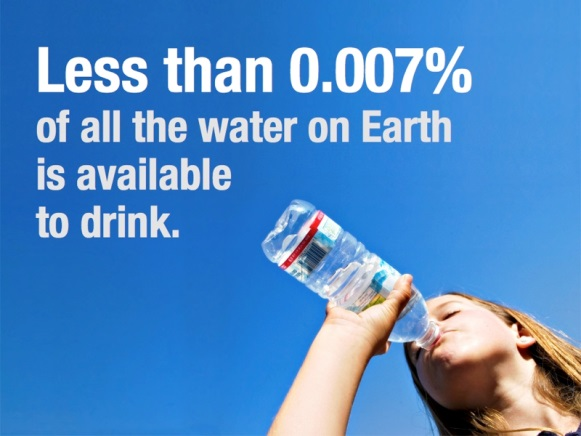 Less than 0.007%
of all the water on Earth
is available
to drink.